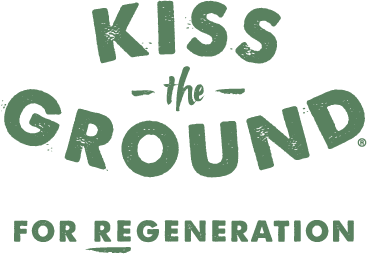 KISS
- the -
GROUND®
FOR REGENERATION